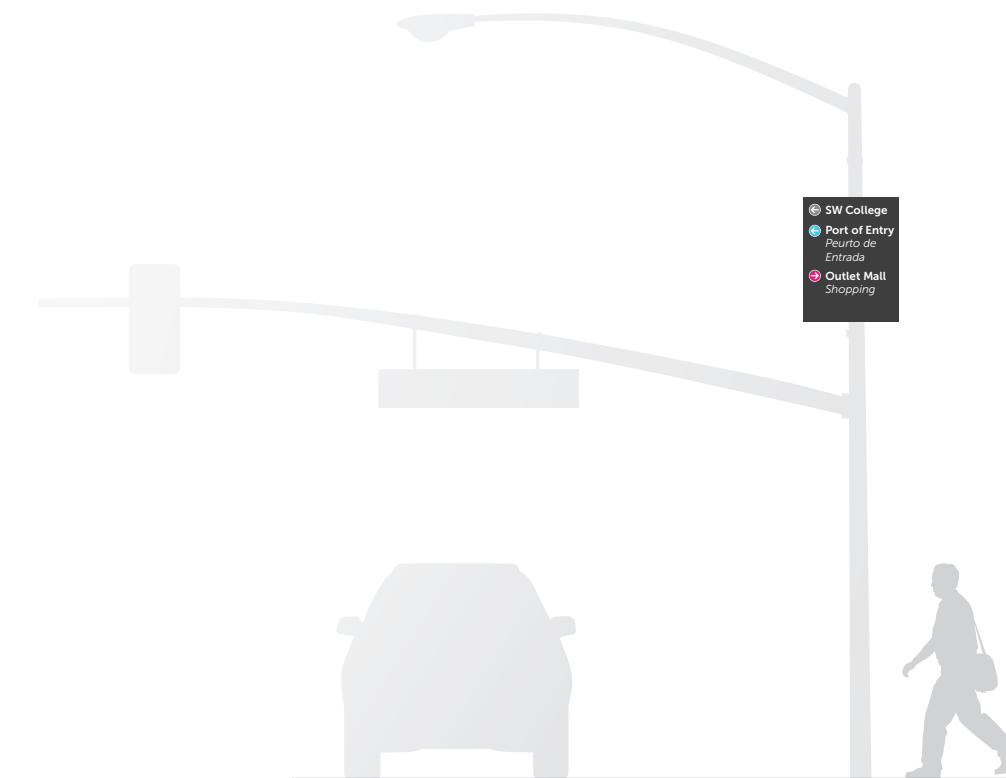 SW College
Port of Entry
Peurto de
Entrada
Outlet Mall
Shopping